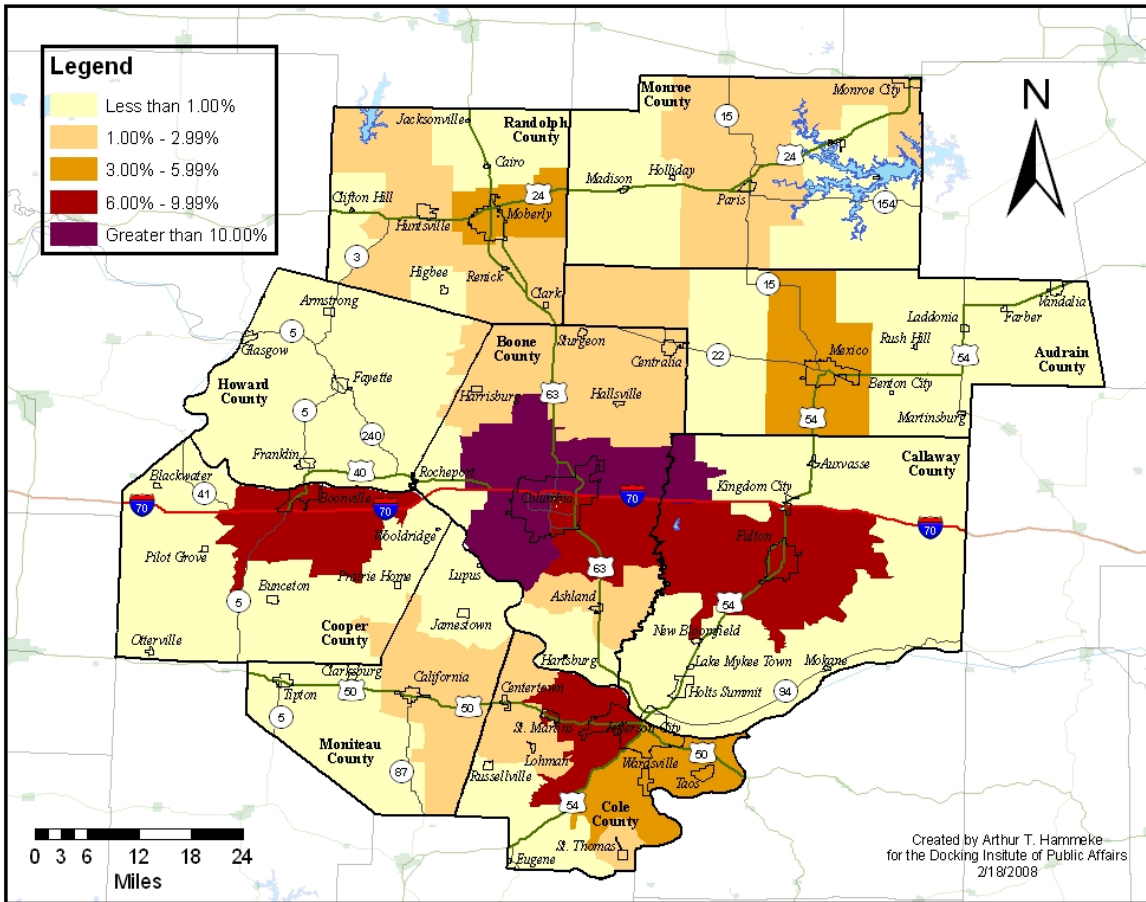 Legend
Less than 1.00%
1.00% - 2.99%
3.00% - 5.99%
6.00% - 9.99%
Greater than 10.00%
N
Monroe
County
Monroe City
15
Jacksonville
Randolph
County
Cairo
24
Holliday
Madison
Paris
154
Clifton Hill
24
Moberly
Huntsville
3
Higbee
Renick
Clark
15
Armstrong
5
Glasgow
Boone
County
Sturgeon
Centralia
22
Mexico
Rush Hill
Laddonia
Farber
Vandalia
54
Audrain
County
Howard
County
Fayette
63
Harrisburg
Hallsville
Benton City
Martinsburg
54
5
240
Franklin
40
Rocheport
Auxvasse
Callaway
County
Blackwater
41
Boonville
70
70
Columbia
70
Kingdom City
70
Wooldridge
Fulton
Pilot Grove
Lupus
63
Prairie Home
Bunceton
5
Ashland
54
Jamestown
New Bloomfield
Cooper
County
Otterville
Hartsburg
Lake Mykee Town
Mokane
Clarksburg
California
Centertown
Holts Summit
94
Tipton
50
50
5
St. Martins
Jefferson City
50
Moniteau
County
Lohman
Wardsville
Taos
87
Russellville
54
Cole
County
St. Thomas
Eugene
0 3 6 12 18 24
Miles
Created by Arthur T. Hammeke
for the Docking Insitute of Public Affairs
2/18/2008